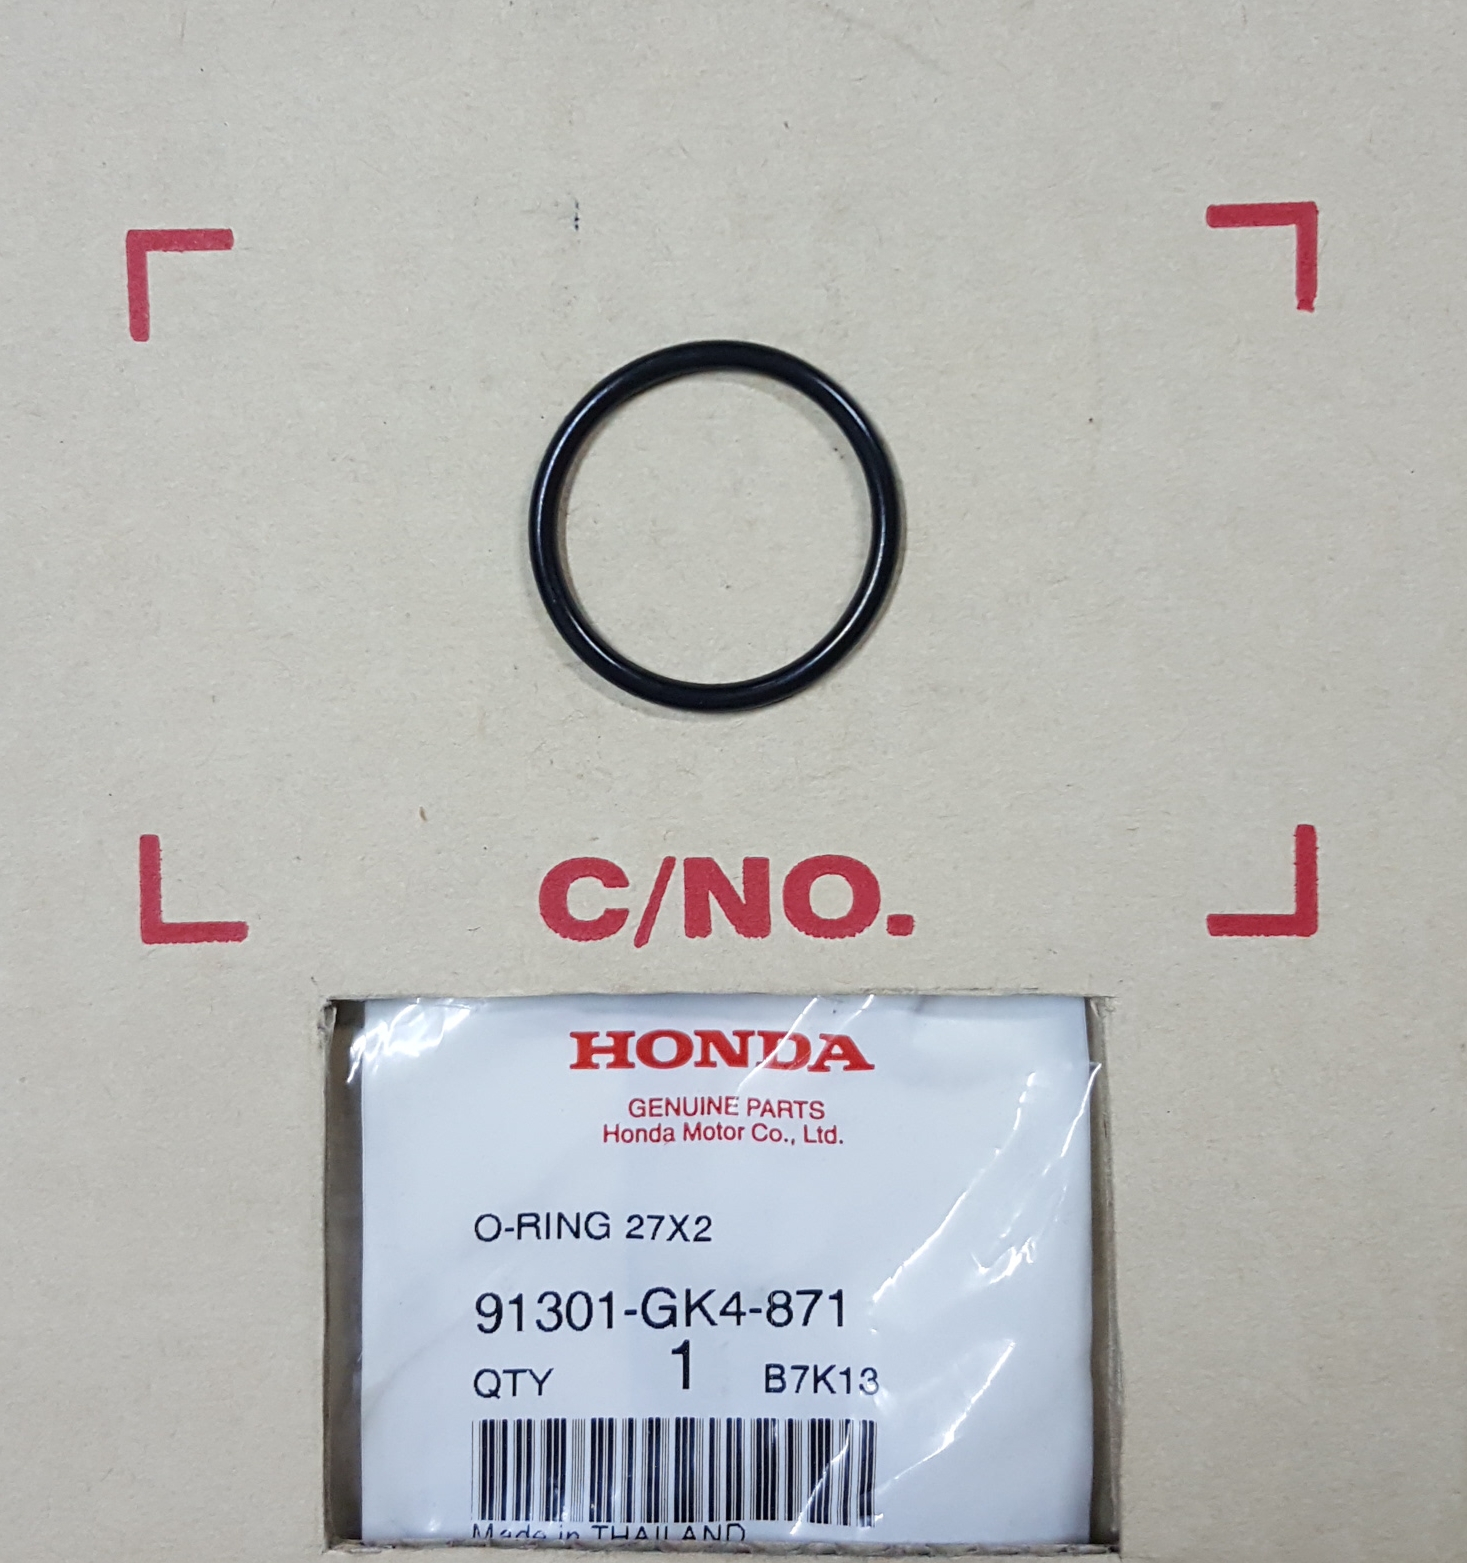 C/NO.
HONDA
GENUINE PARTS
Honda Motor Co., Ltd.
O-RING 27X2
91301-GK4-871
QTY 1 B7K13
Made in THAILAND